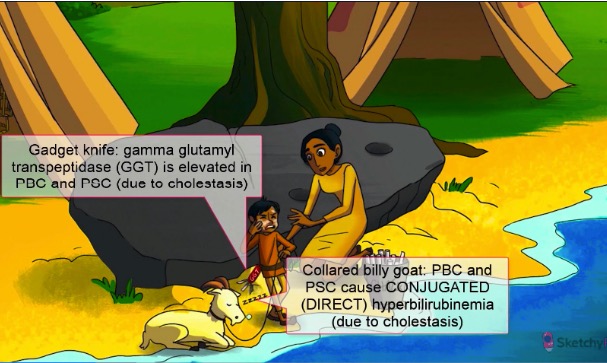 Gadget knife: gamma glutamyl
transpeptidase (GGT) is elevated in
PBC and PSC (due to cholestasis)
Collared billy goat: PBC and
PSC cause CONJUGATED
(DIRECT) hyperbilirubinemia
(due to cholestasis)
Sketchy